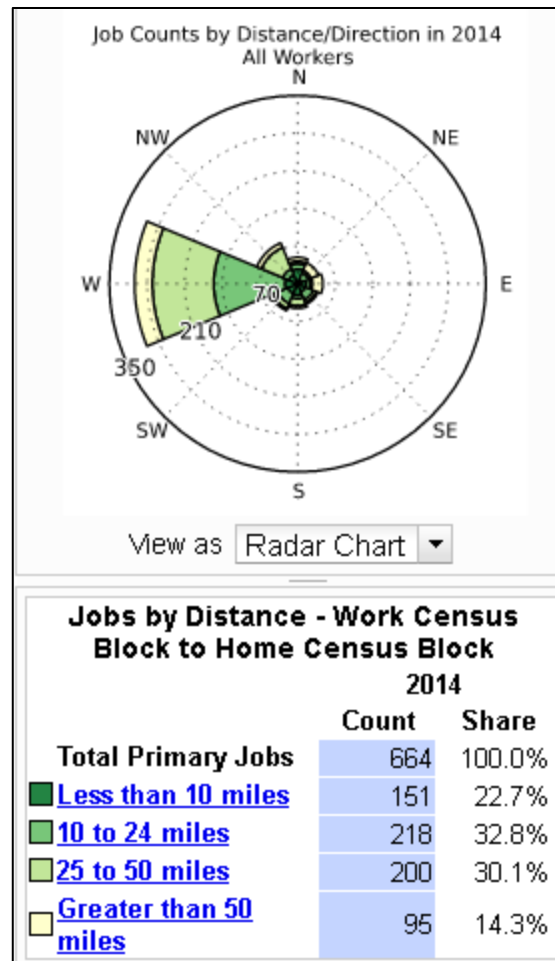 Job Counts by Distance/Direction in 2014
All Workers
N
NW
NE
W
E
70
210
350
SW
SE
S
View as Radar Chart
Jobs by Distance - Work Census
Block to Home Census Block
2014
Count Share
Total Primary Jobs 664 100.0%
Less than 10 miles 151 22.7%
10 to 24 miles 218 32.8%
25 to 50 miles 200 30.1%
Greater than 50
miles 95 14.3%